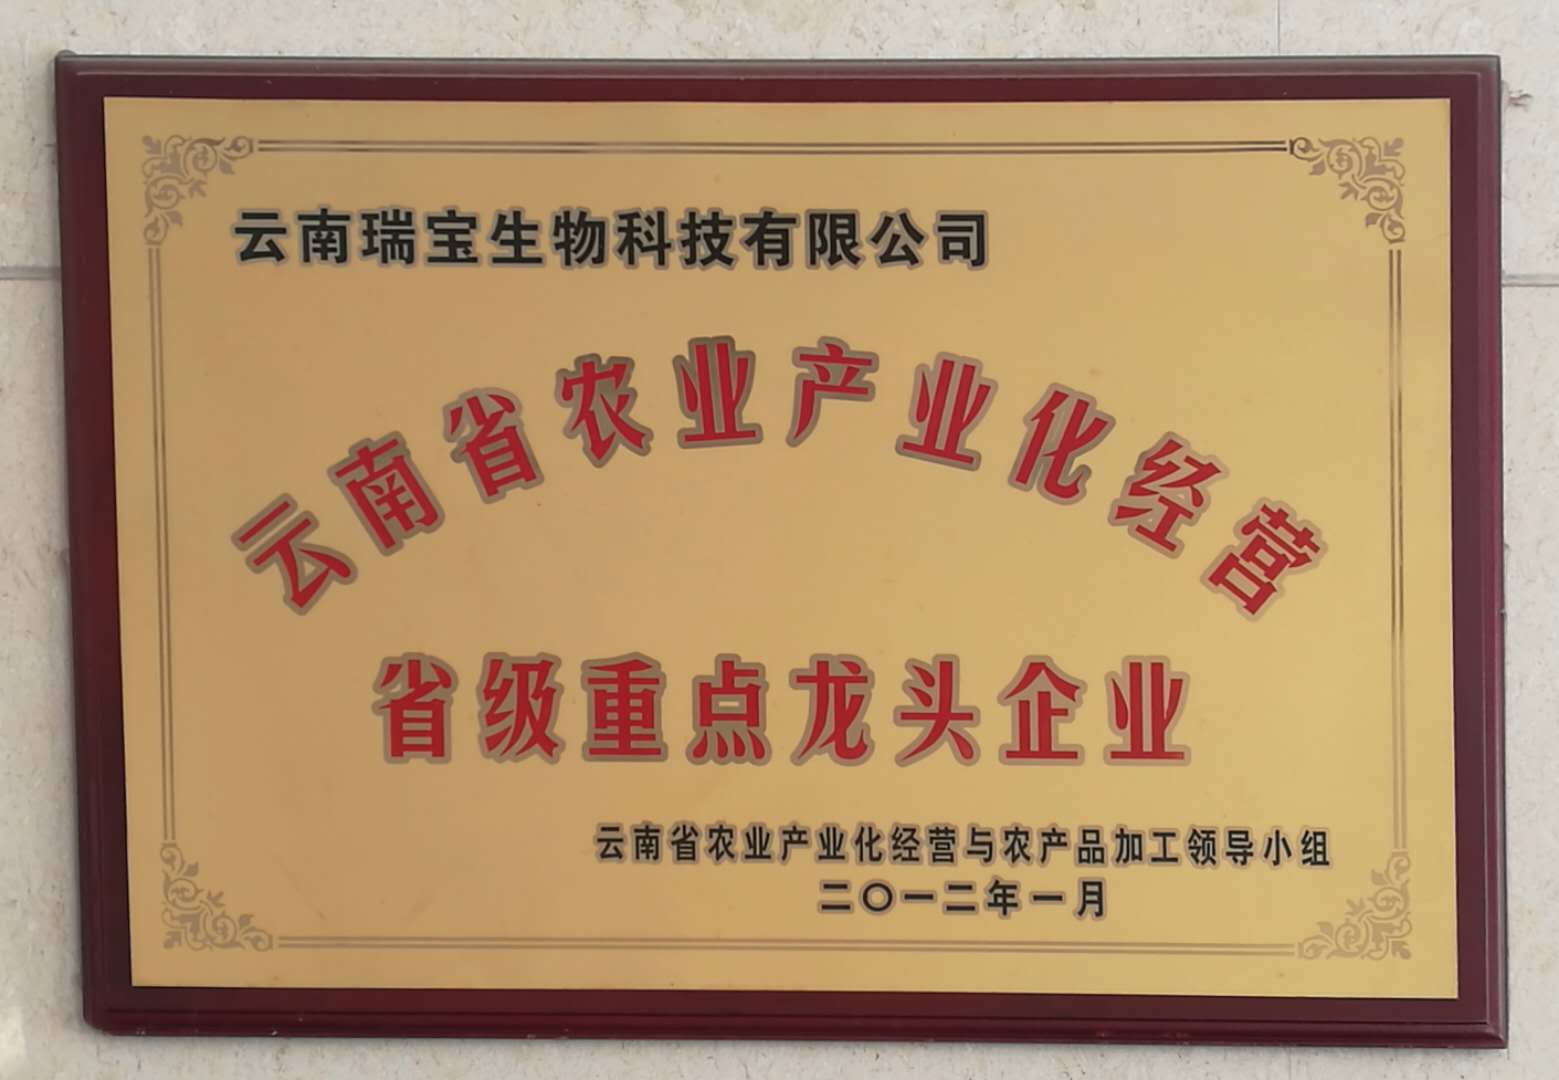 云南瑞宝生物科技有限公司
云南省农业产业化经营
省级重点龙头企业
云南省农业产业化经营与农产品加工领导小组
二〇一二年一月